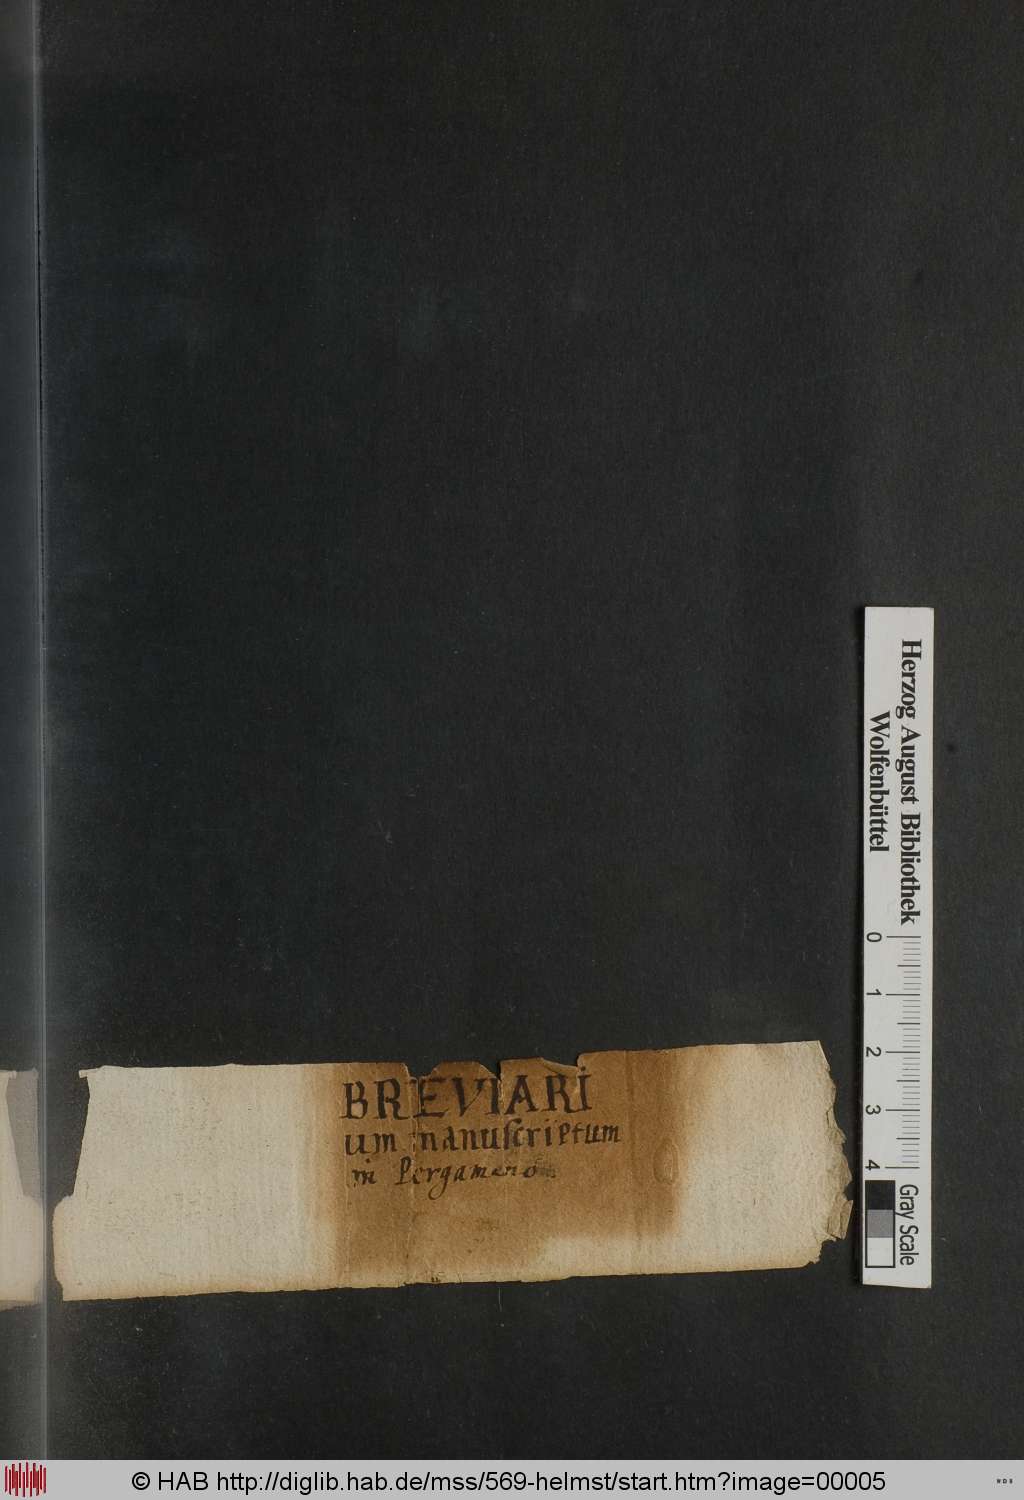 BREVIARI
um manuſcriptum
in Pergameno
Herzog August Bibliothek
Wolfenbüttel
0
1
2
3
4
Gray Scale
© HAB http://diglib.hab.de/mss/569-helmst/start.htm?image=00005